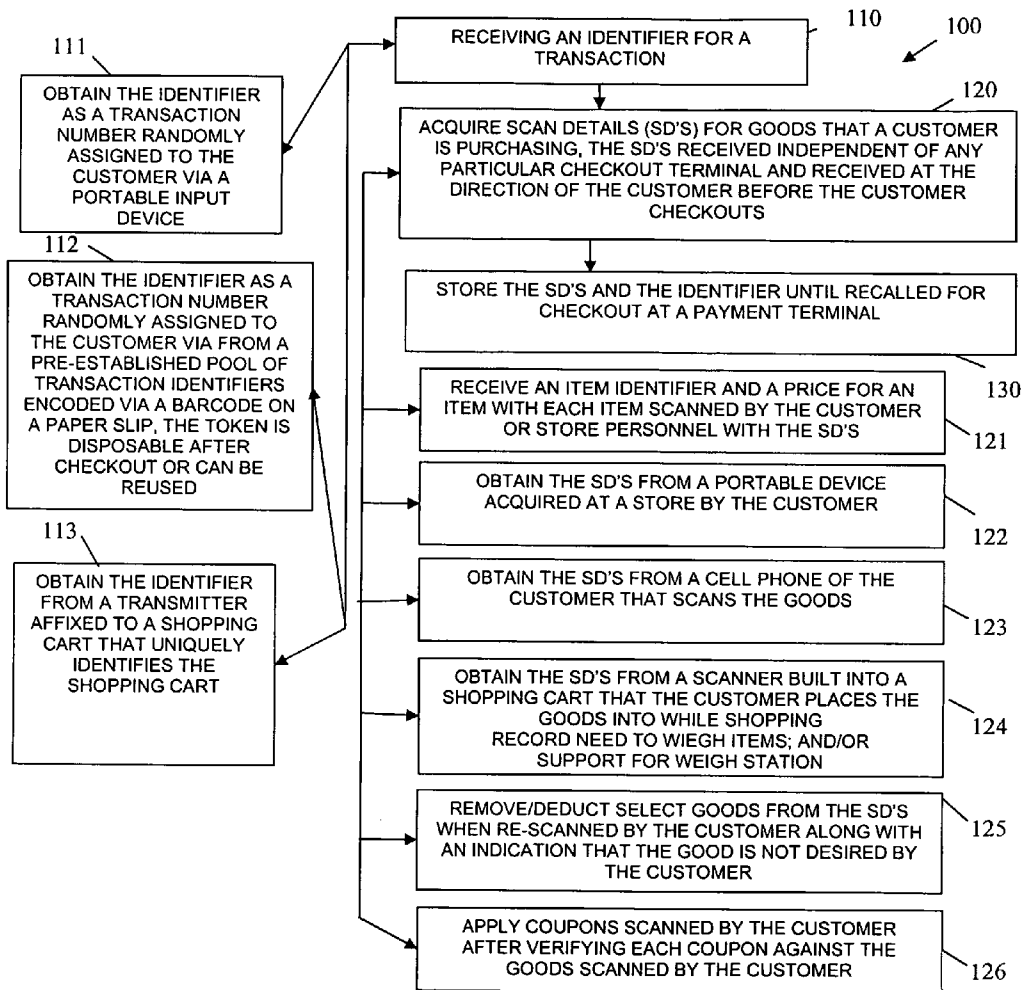 110
RECEIVING AN IDENTIFIER FOR A
TRANSACTION
100
111
OBTAIN THE IDENTIFIER
AS A TRANSACTION
NUMBER RANDOMLY
ASSIGNED TO THE
CUSTOMER VIA A
PORTABLE INPUT
DEVICE
120
ACQUIRE SCAN DETAILS (SD'S) FOR GOODS THAT A CUSTOMER
IS PURCHASING, THE SD'S RECEIVED INDEPENDENT OF ANY
PARTICULAR CHECKOUT TERMINAL AND RECEIVED AT THE
DIRECTION OF THE CUSTOMER BEFORE THE CUSTOMER
CHECKOUTS
112
OBTAIN THE IDENTIFIER AS A
TRANSACTION NUMBER
RANDOMLY ASSIGNED TO
THE CUSTOMER VIA FROM A
PRE-ESTABLISHED POOL OF
TRANSACTION IDENTIFIERS
ENCODED VIA A BARCODE ON
A PAPER SLIP, THE TOKEN IS
DISPOSABLE AFTER
CHECKOUT OR CAN BE
REUSED
STORE THE SD'S AND THE IDENTIFIER UNTIL RECALLED FOR
CHECKOUT AT A PAYMENT TERMINAL
130
RECEIVE AN ITEM IDENTIFIER AND A PRICE FOR AN
ITEM WITH EACH ITEM SCANNED BY THE CUSTOMER
OR STORE PERSONNEL WITH THE SD'S
121
OBTAIN THE SD'S FROM A PORTABLE DEVICE
ACQUIRED AT A STORE BY THE CUSTOMER
122
113
OBTAIN THE IDENTIFIER
FROM A TRANSMITTER
AFFIXED TO A SHOPPING
CART THAT UNIQUELY
IDENTIFIES THE
SHOPPING CART
OBTAIN THE SD'S FROM A CELL PHONE OF THE
CUSTOMER THAT SCANS THE GOODS
123
OBTAIN THE SD'S FROM A SCANNER BUILT INTO A
SHOPPING CART THAT THE CUSTOMER PLACES THE
GOODS INTO WHILE SHOPPING
RECORD NEED TO WIEGH ITEMS; AND/OR
SUPPORT FOR WEIGH STATION
124
REMOVE/DEDUCT SELECT GOODS FROM THE SD'S
WHEN RE-SCANNED BY THE CUSTOMER ALONG WITH
AN INDICATION THAT THE GOOD IS NOT DESIRED BY
THE CUSTOMER
125
APPLY COUPONS SCANNED BY THE CUSTOMER
AFTER VERIFYING EACH COUPON AGAINST THE
GOODS SCANNED BY THE CUSTOMER
126